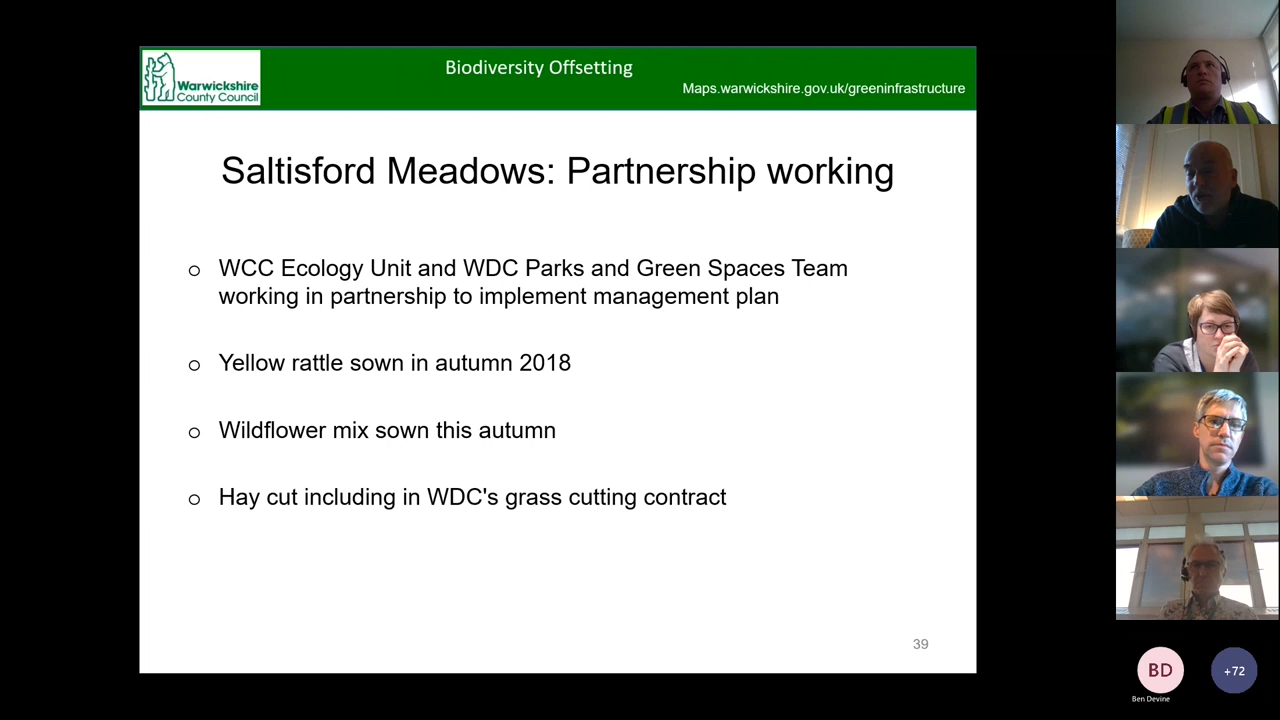 Warwickshire
County Council
Biodiversity Offsetting
Maps.warwickshire.gov.uk/greeninfrastructure
Saltisford Meadows: Partnership working
WCC Ecology Unit and WDC Parks and Green Spaces Team
working in partnership to implement management plan
Yellow rattle sown in autumn 2018
Wildflower mix sown this autumn
Hay cut including in WDC's grass cutting contract
39
BD
+72
Ben Devine